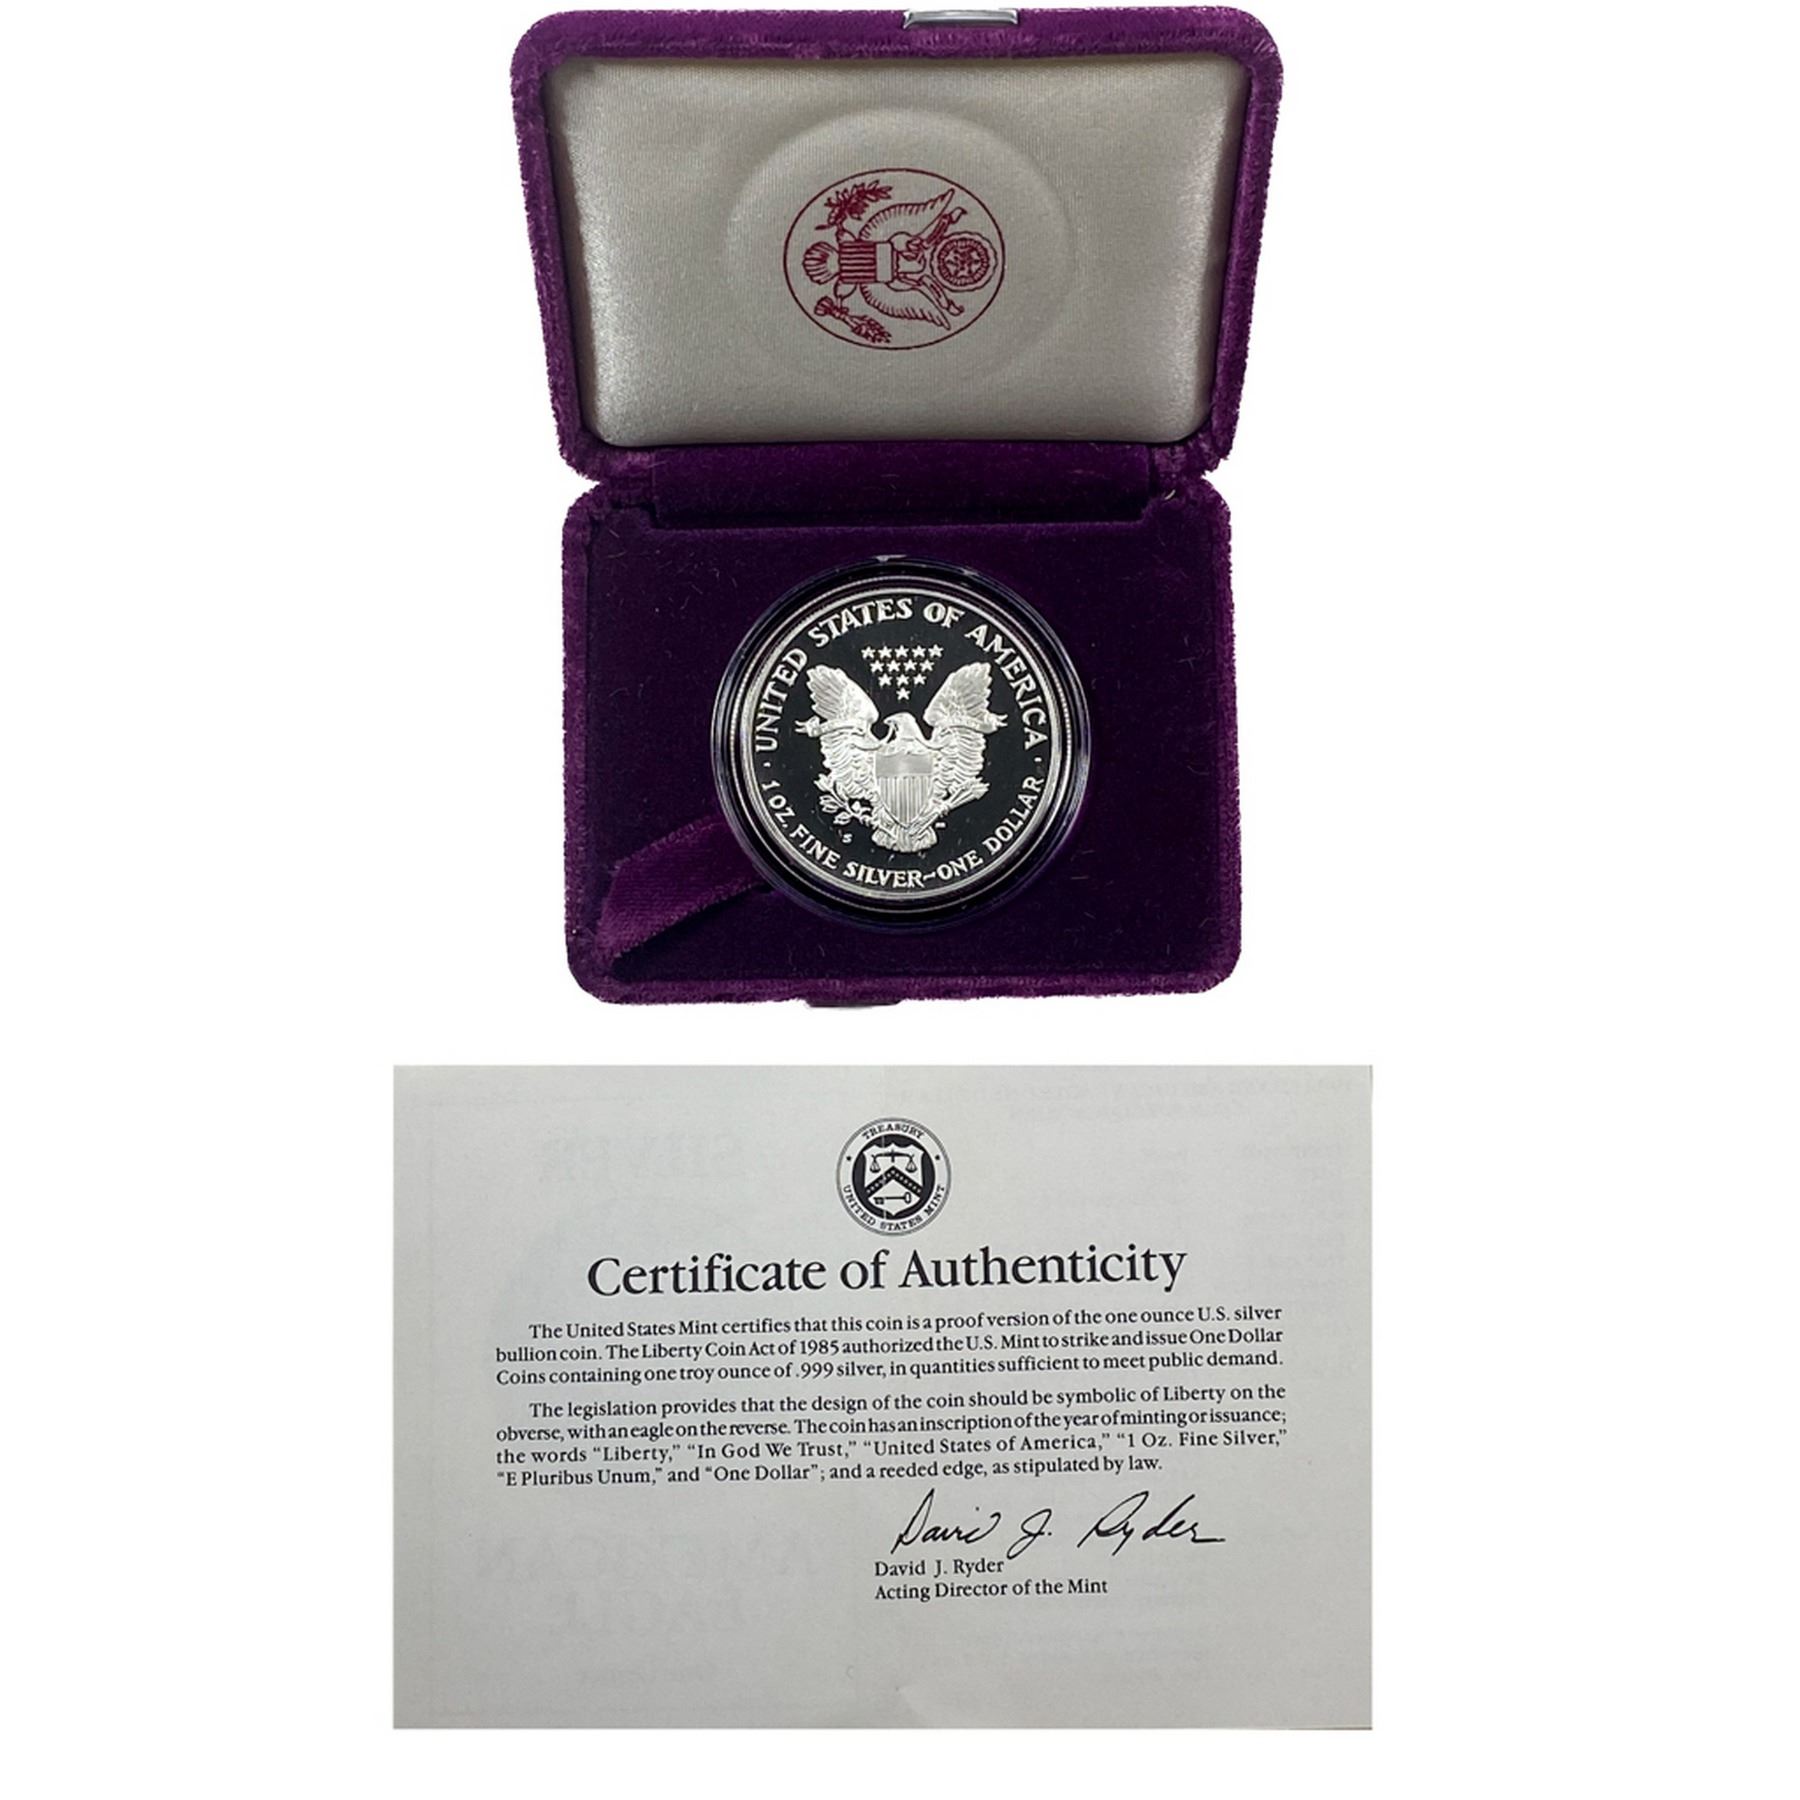 UNITED STATES OF AMERICA
1 OZ. FINE SILVER~ONE DOLLAR
S
TREASURY
UNITED STATES MINT
Certificate of Authenticity
The United States Mint certifies that this coin is a proof version of the one ounce U.S. silver
bullion coin. The Liberty Coin Act of 1985 authorized the U.S. Mint to strike and issue One Dollar
Coins containing one troy ounce of .999 silver, in quantities sufficient to meet public demand.
The legislation provides that the design of the coin should be symbolic of Liberty on the
obverse, with an eagle on the reverse. The coin has an inscription of the year of minting or issuance;
the words “Liberty,” “In God We Trust,” “United States of America,” “1 Oz. Fine Silver,”
“E Pluribus Unum,” and “One Dollar”; and a reeded edge, as stipulated by law.
David J. Ryder
David J. Ryder
Acting Director of the Mint